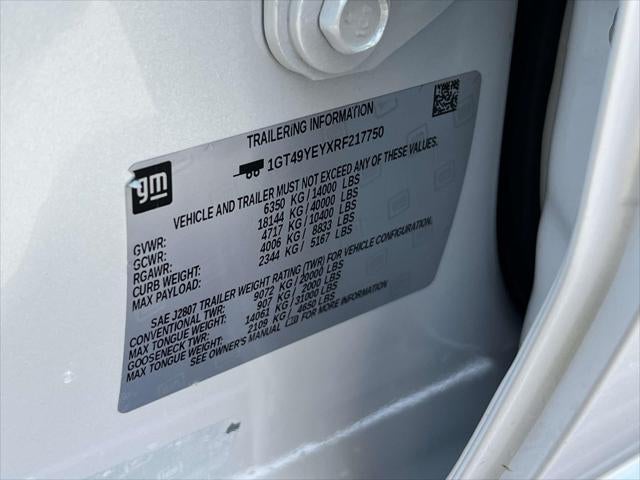 TRAILERING INFORMATION
gm
1GT49YEYXRF217750
VEHICLE AND TRAILER MUST NOT EXCEED ANY OF THESE VALUES.
GVWR: 6350 KG/ 14000 LBS
GCWR: 18144 KG/ 40000 LBS
RGAWR: 4717 KG/ 10400 LBS
CURB WEIGHT: 4006 KG/ 8833 LBS
MAX PAYLOAD: 2344 KG/ 5167 LBS
SAE J2807 TRAILER WEIGHT RATING (TWR) FOR VEHICLE CONFIGURATION.
CONVENTIONAL TWR: 9072 KG/ 20000 LBS
MAX TONGUE WEIGHT: 907 KG/ 2000 LBS
GOOSENECK TWR: 14061 KG/ 31000 LBS
MAX TONGUE WEIGHT: 2109 KG/ 4650 LBS
SEE OWNER'S MANUAL FOR MORE INFORMATION